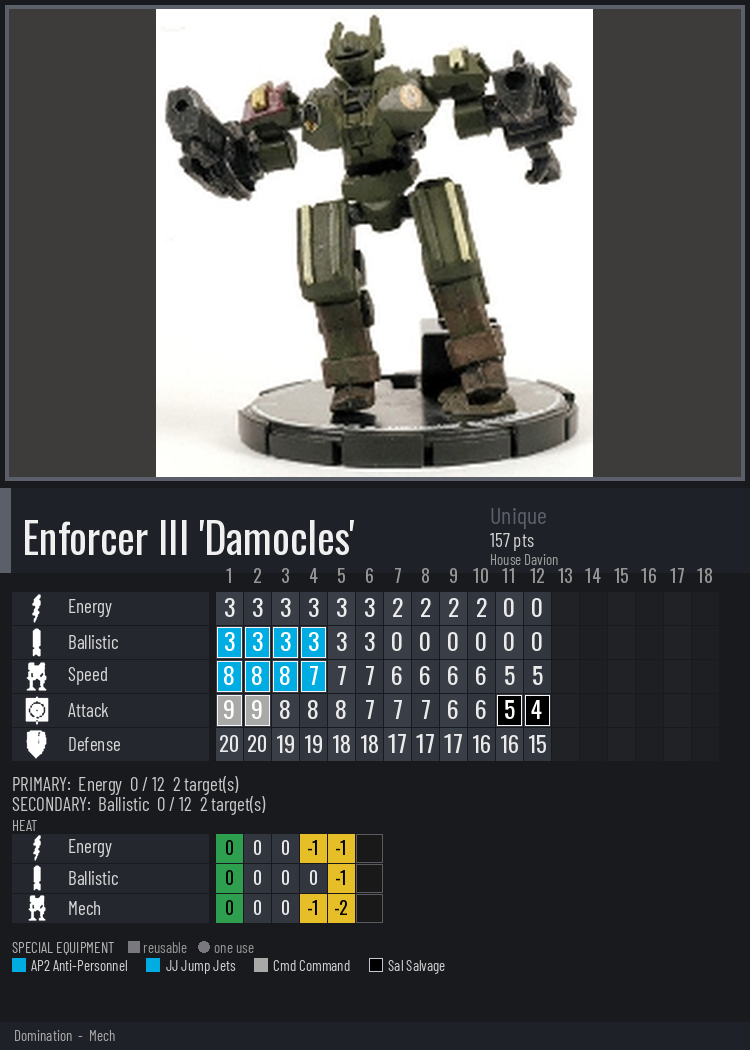 Enforcer III 'Damocles'
Unique
157 pts
House Davion
1 2 3 4 5 6 7 8 9 10 11 12 13 14 15 16 17 18
Energy 3 3 3 3 3 3 2 2 2 2 0 0
Ballistic 3 3 3 3 3 3 0 0 0 0 0 0
Speed 8 8 8 7 7 7 6 6 6 6 5 5
Attack 9 9 8 8 8 7 7 7 6 6 5 4
Defense 20 20 19 19 18 18 17 17 17 16 16 15
PRIMARY: Energy 0 / 12 2 target(s)
SECONDARY: Ballistic 0 / 12 2 target(s)
HEAT
Energy 0 0 0 -1 -1
Ballistic 0 0 0 0 -1
Mech 0 0 0 -1 -2
SPECIAL EQUIPMENT reusable one use
AP2 Anti-Personnel JJ Jump Jets Cmd Command Sal Salvage
Domination - Mech